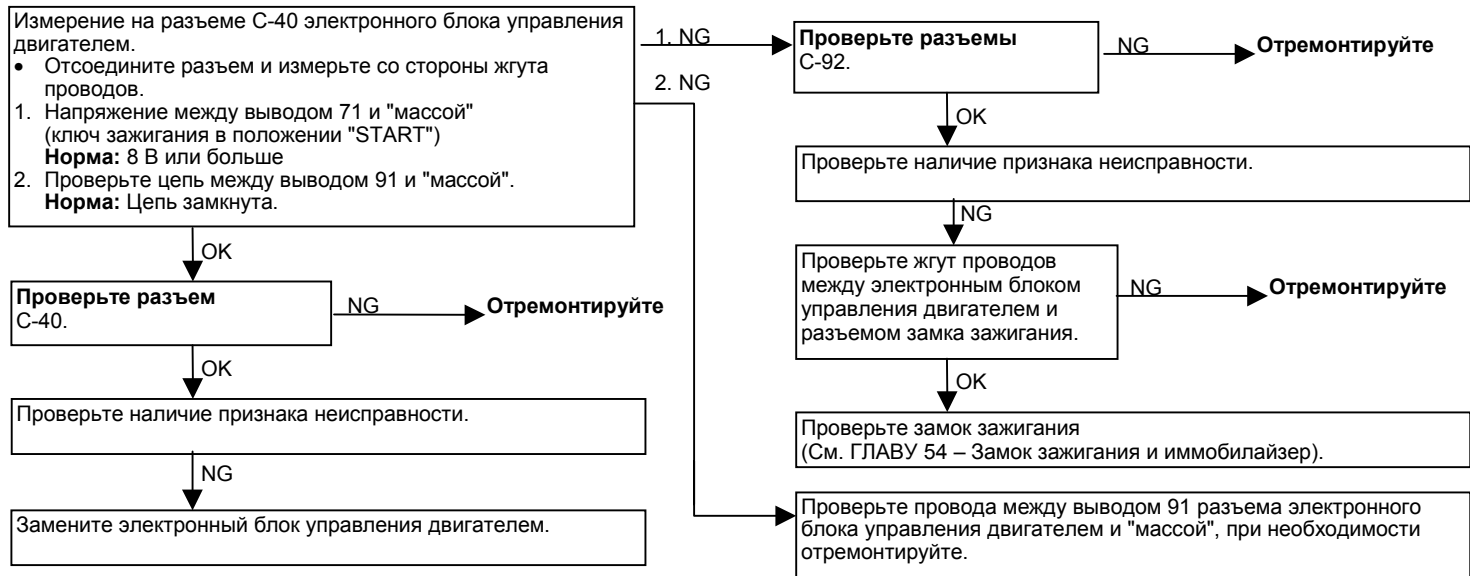 Измерение на разъеме С-40 электронного блока управления
двигателем.
• Отсоедините разъем и измерьте со стороны жгута
проводов.
1. Напряжение между выводом 71 и "массой"
(ключ зажигания в положении "START")
Норма: 8 В или больше
2. Проверьте цепь между выводом 91 и "массой".
Норма: Цепь замкнута.
OK
Проверьте разъем
С-40.
NG
Отремонтируйте
OK
Проверьте наличие признака неисправности.
NG
Замените электронный блок управления двигателем.
1. NG
2. NG
Проверьте разъемы
С-92.
NG
Отремонтируйте
OK
Проверьте наличие признака неисправности.
NG
Проверьте жгут проводов
между электронным блоком
управления двигателем и
разъемом замка зажигания.
NG
Отремонтируйте
OK
Проверьте замок зажигания
(См. ГЛАВУ 54 – Замок зажигания и иммобилайзер).
Проверьте провода между выводом 91 разъема электронного
блока управления двигателем и "массой", при необходимости
отремонтируйте.